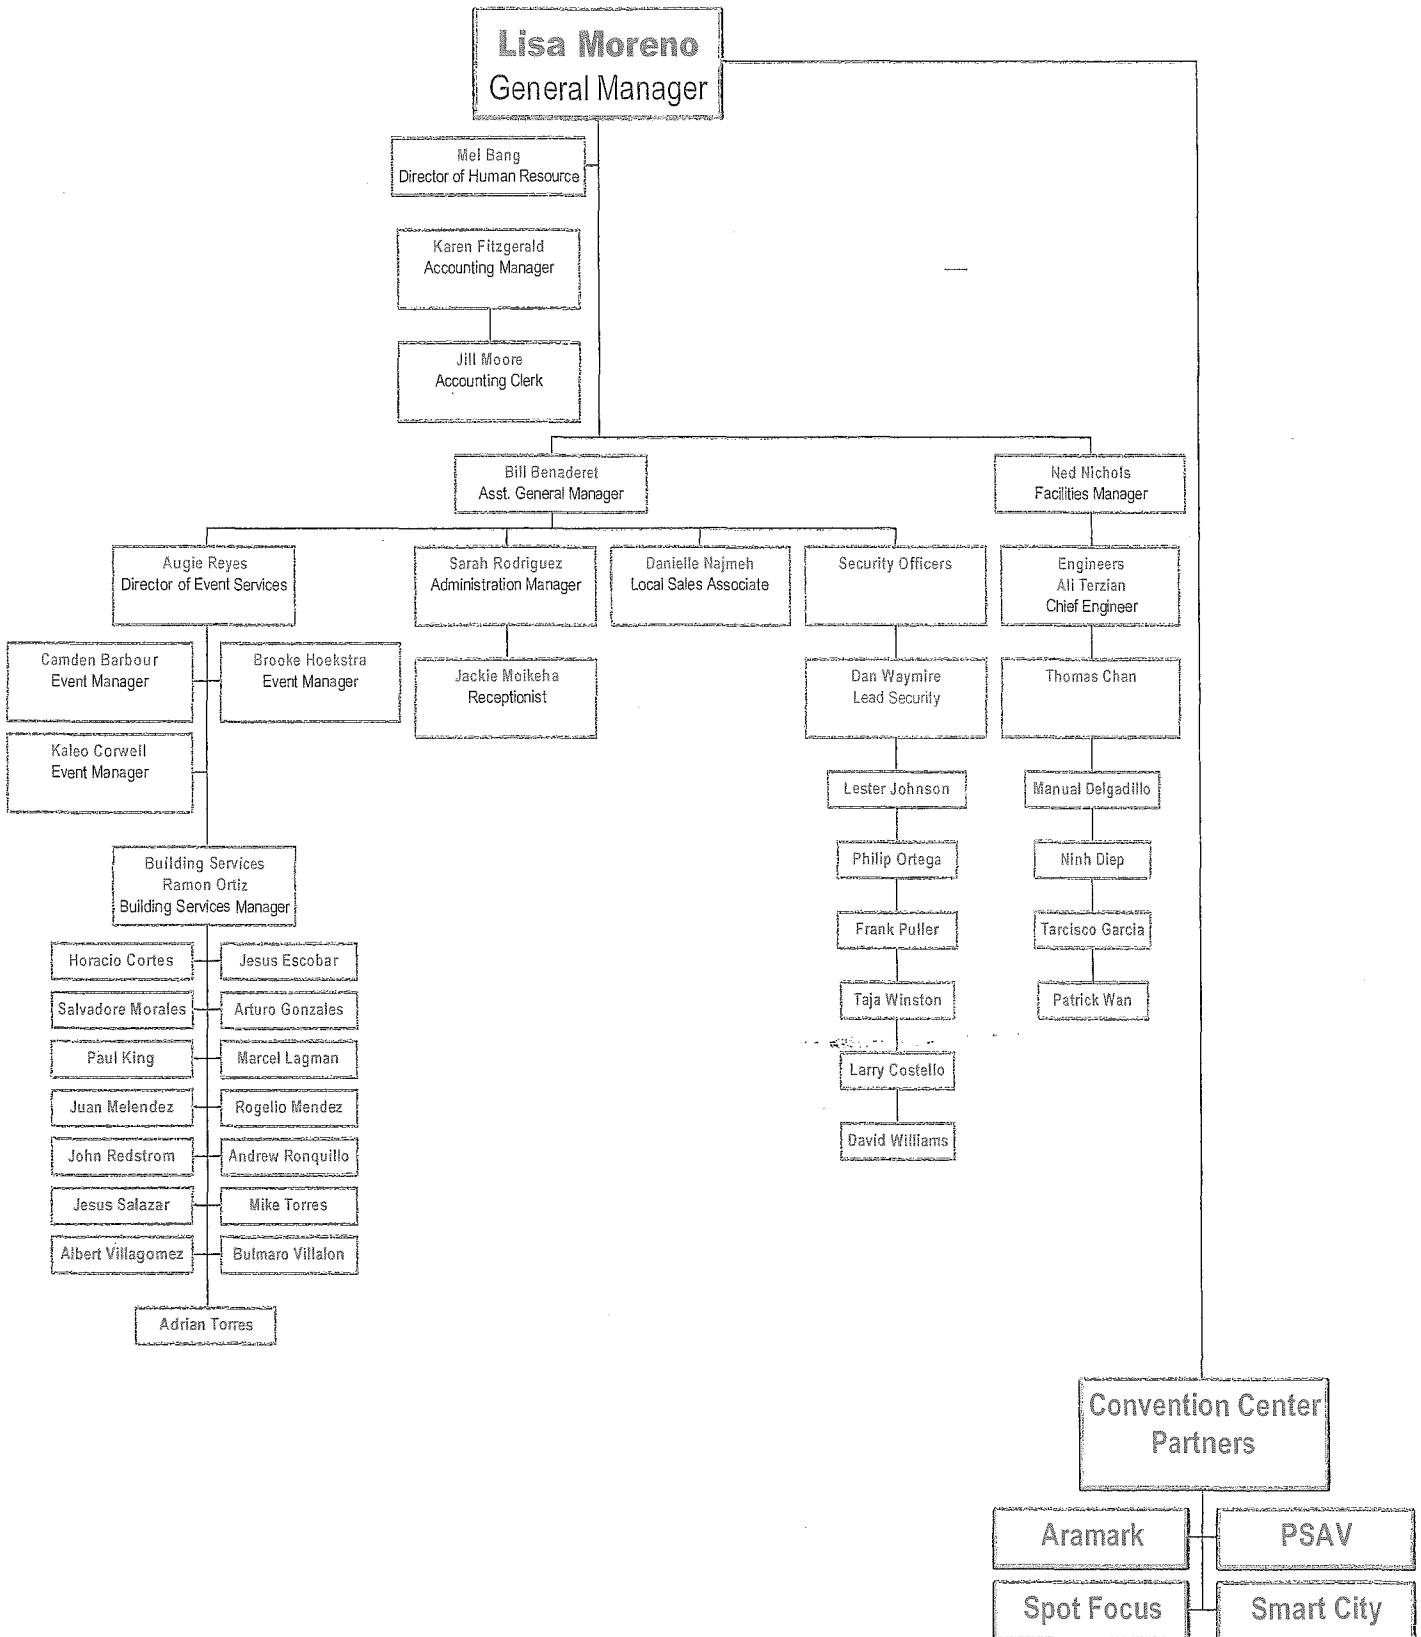 Lisa Moreno
General Manager
Mel Bang
Director of Human Resource
Karen Fitzgerald
Accounting Manager
Jill Moore
Accounting Clerk
Bill Benaderet
Asst. General Manager
Ned Nichols
Facilities Manager
Augie Reyes
Director of Event Services
Sarah Rodriguez
Administration Manager
Danielle Najmeh
Local Sales Associate
Security Officers
Engineers
Ali Terzian
Chief Engineer
Camden Barbour
Event Manager
Brooke Hoekstra
Event Manager
Jackie Moikeha
Receptionist
Dan Waymire
Lead Security
Thomas Chan
Kaleo Corwell
Event Manager
Lester Johnson
Manual Delgadillo
Building Services
Ramon Ortiz
Building Services Manager
Philip Ortega
Ninh Diep
Frank Puller
Tarcisco Garcia
Horacio Cortes
Jesus Escobar
Taja Winston
Patrick Wan
Salvadore Morales
Arturo Gonzales
Paul King
Marcel Lagman
Larry Costello
Juan Melendez
Rogelio Mendez
David Williams
John Redstrom
Andrew Ronquillo
Jesus Salazar
Mike Torres
Albert Villagomez
Bulmaro Villalon
Adrian Torres
Convention Center
Partners
Aramark
PSAV
Spot Focus
Smart City